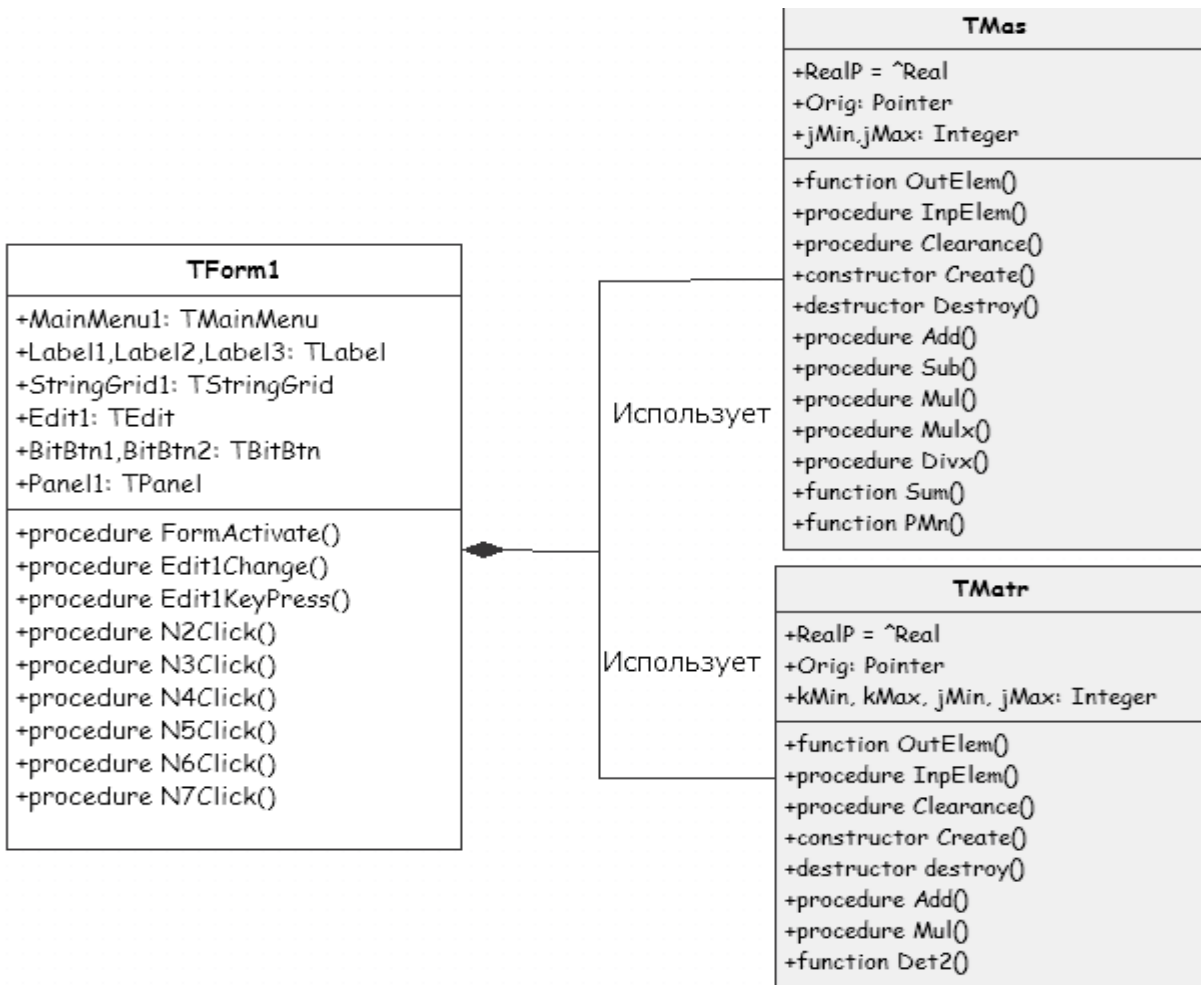 TMas
+RealP = ^Real
+Orig: Pointer
+jMin,jMax: Integer
+function OutElem()
+procedure InpElem()
+procedure Clearance()
+constructor Create()
+destructor Destroy()
+procedure Add()
+procedure Sub()
+procedure Mul()
+procedure Mulx()
+procedure Divx()
+function Sum()
+function PMn()
TForm1
+MainMenu1: TMainMenu
+Label1,Label2,Label3: TLabel
+StringGrid1: TStringGrid
+Edit1: TEdit
+BitBtn1,BitBtn2: TBitBtn
+Panel1: TPanel
+procedure FormActivate()
+procedure Edit1Change()
+procedure Edit1KeyPress()
+procedure N2Click()
+procedure N3Click()
+procedure N4Click()
+procedure N5Click()
+procedure N6Click()
+procedure N7Click()
Использует
Использует
TMatr
+RealP = ^Real
+Orig: Pointer
+kMin, kMax, jMin, jMax: Integer
+function OutElem()
+procedure InpElem()
+procedure Clearance()
+constructor Create()
+destructor destroy()
+procedure Add()
+procedure Mul()
+function Det2()